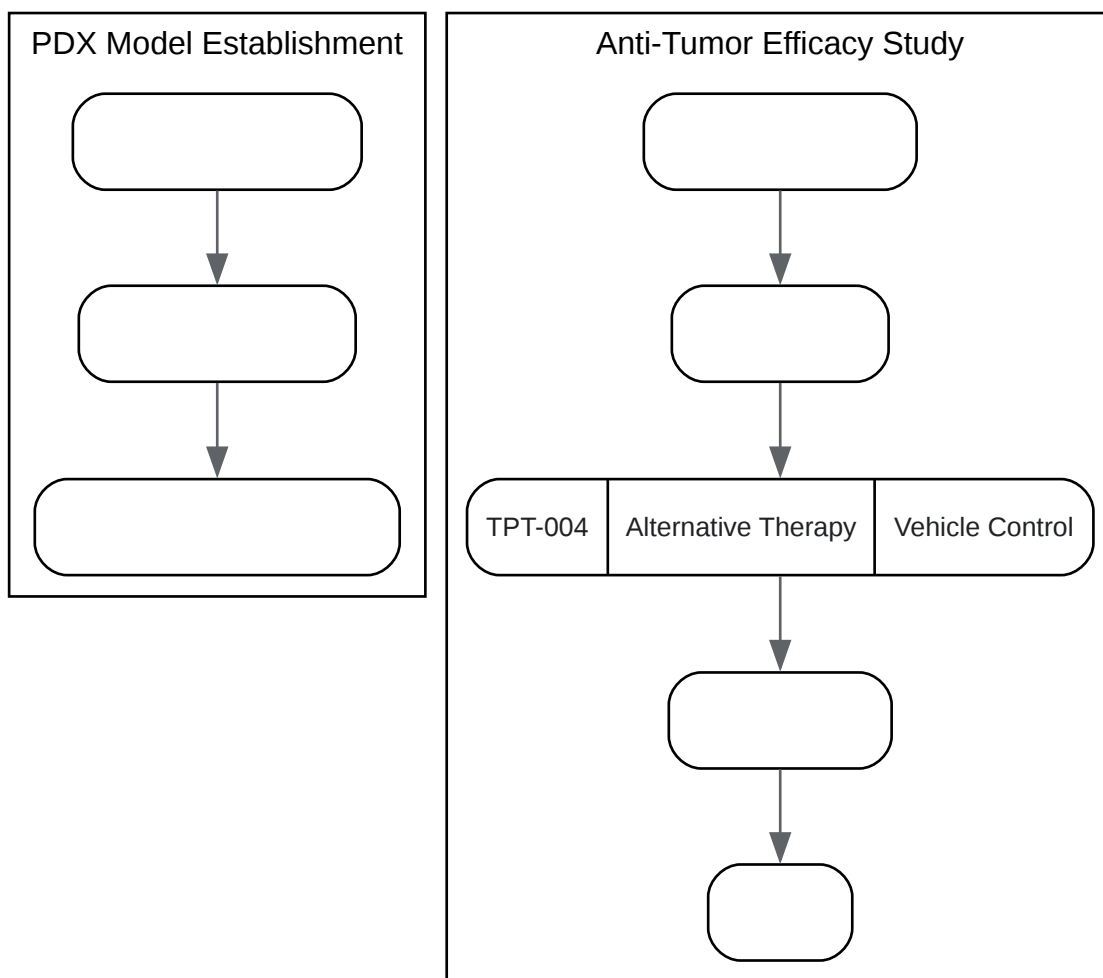 PDX Model Establishment
Anti-Tumor Efficacy Study
TPT-004
Alternative Therapy
Vehicle Control